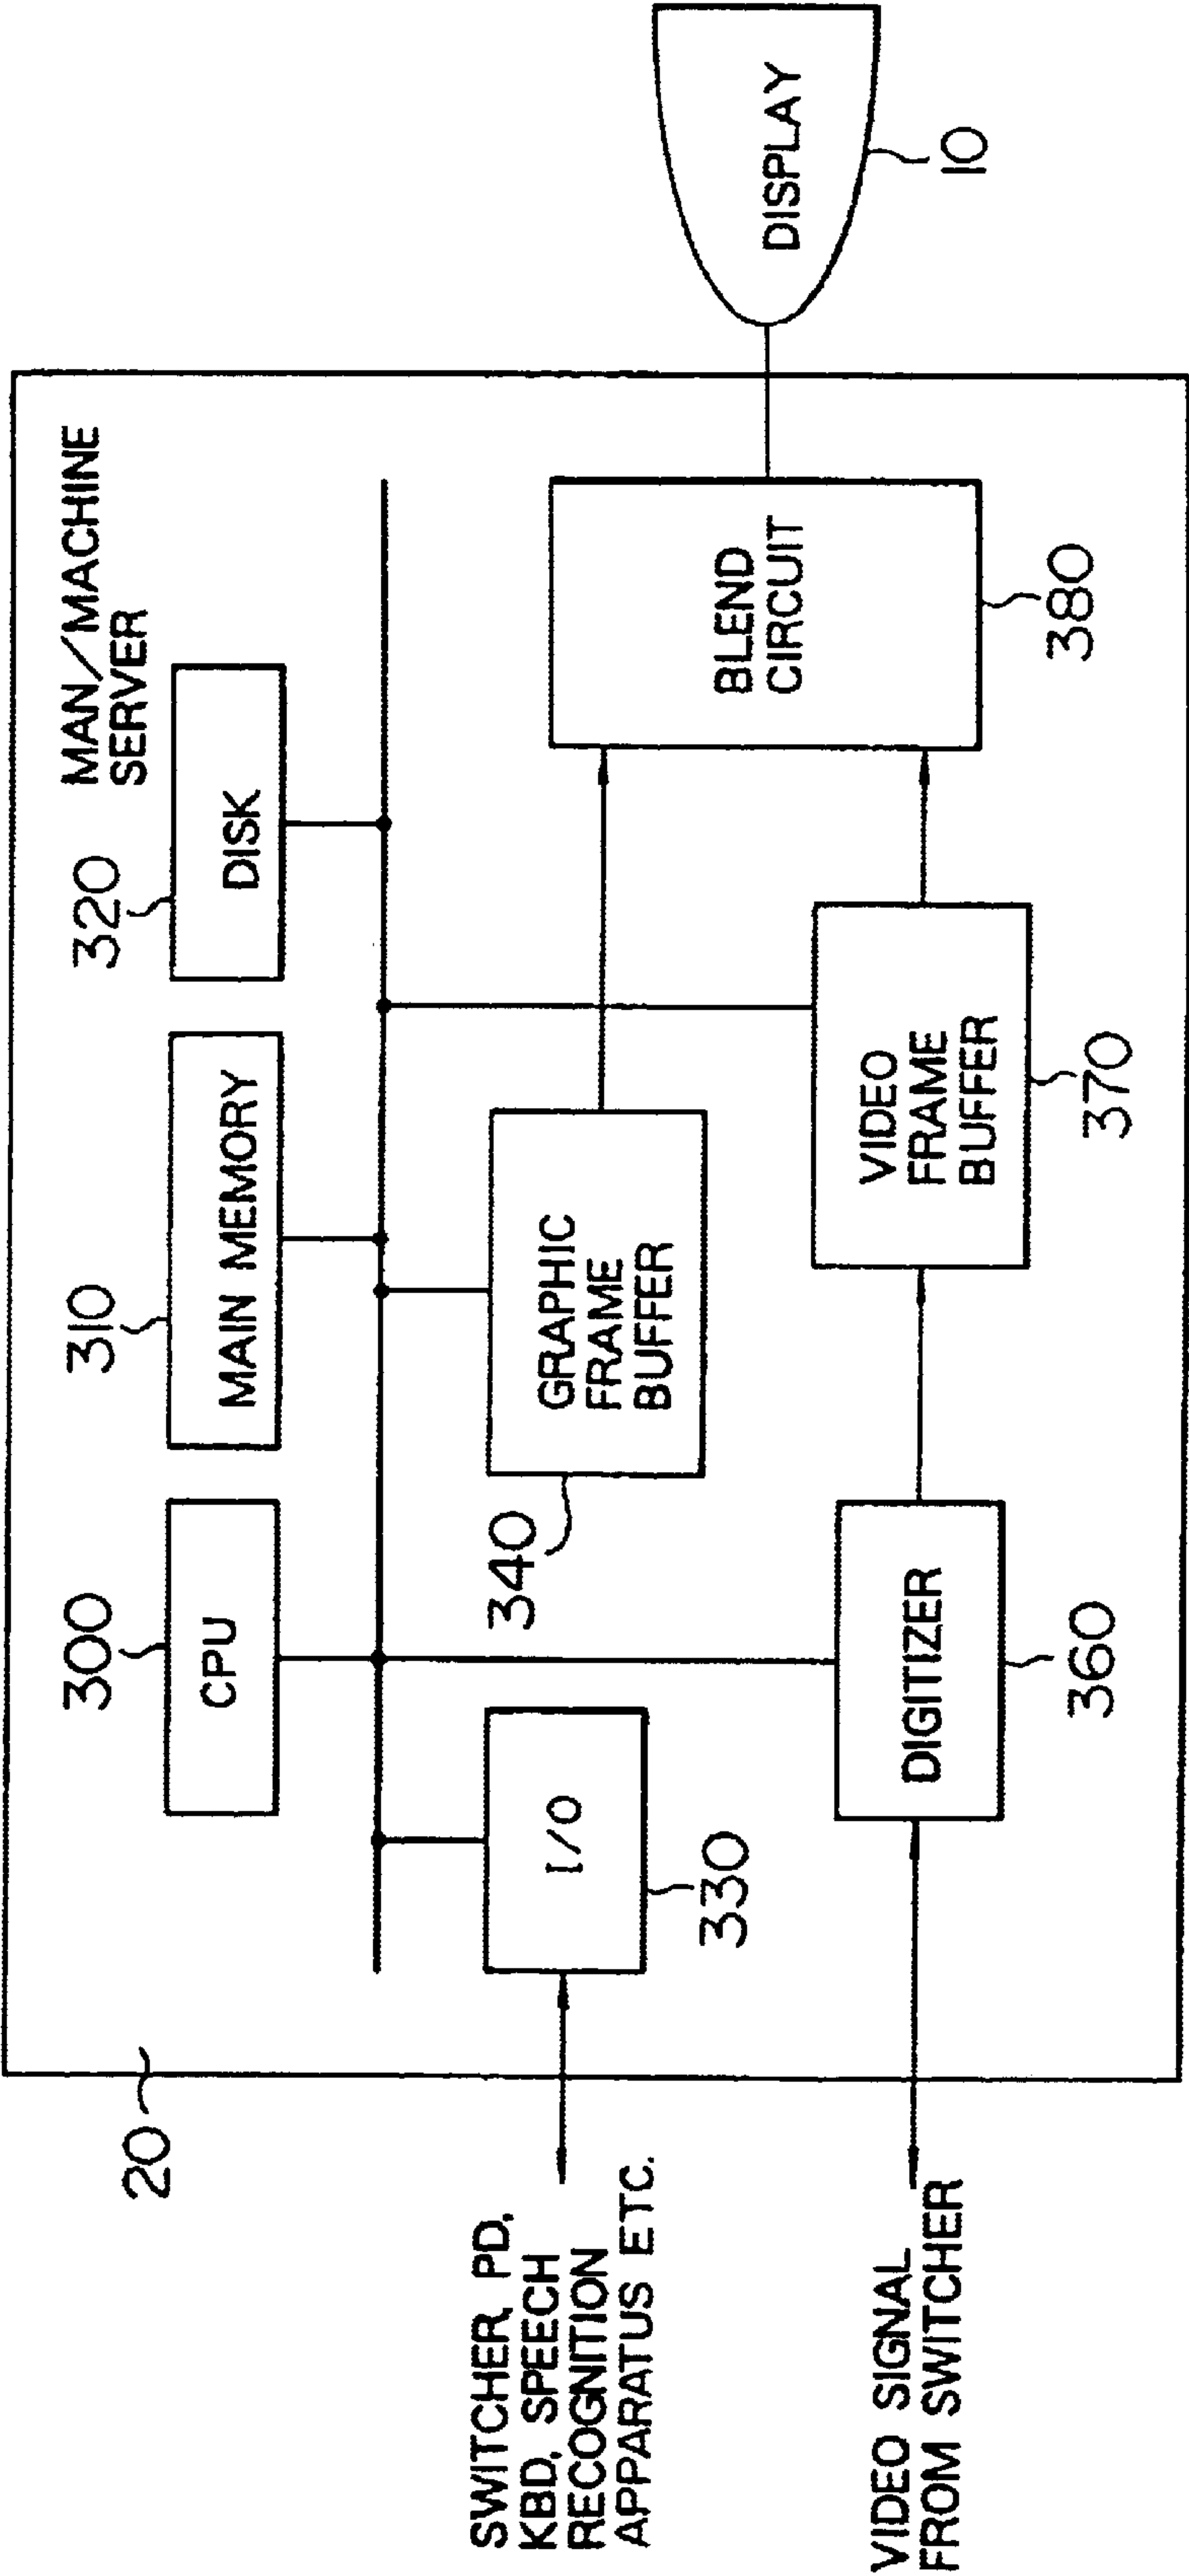 20
MAN/MACHINE
SERVER
300
CPU
310
MAIN MEMORY
320
DISK
SWITCHER, PD,
KBD, SPEECH
RECOGNITION
APPARATUS ETC.
I/O
330
340
GRAPHIC
FRAME
BUFFER
VIDEO SIGNAL
FROM SWITCHER
DIGITIZER
360
VIDEO
FRAME
BUFFER
370
BLEND
CIRCUIT
380
DISPLAY
10